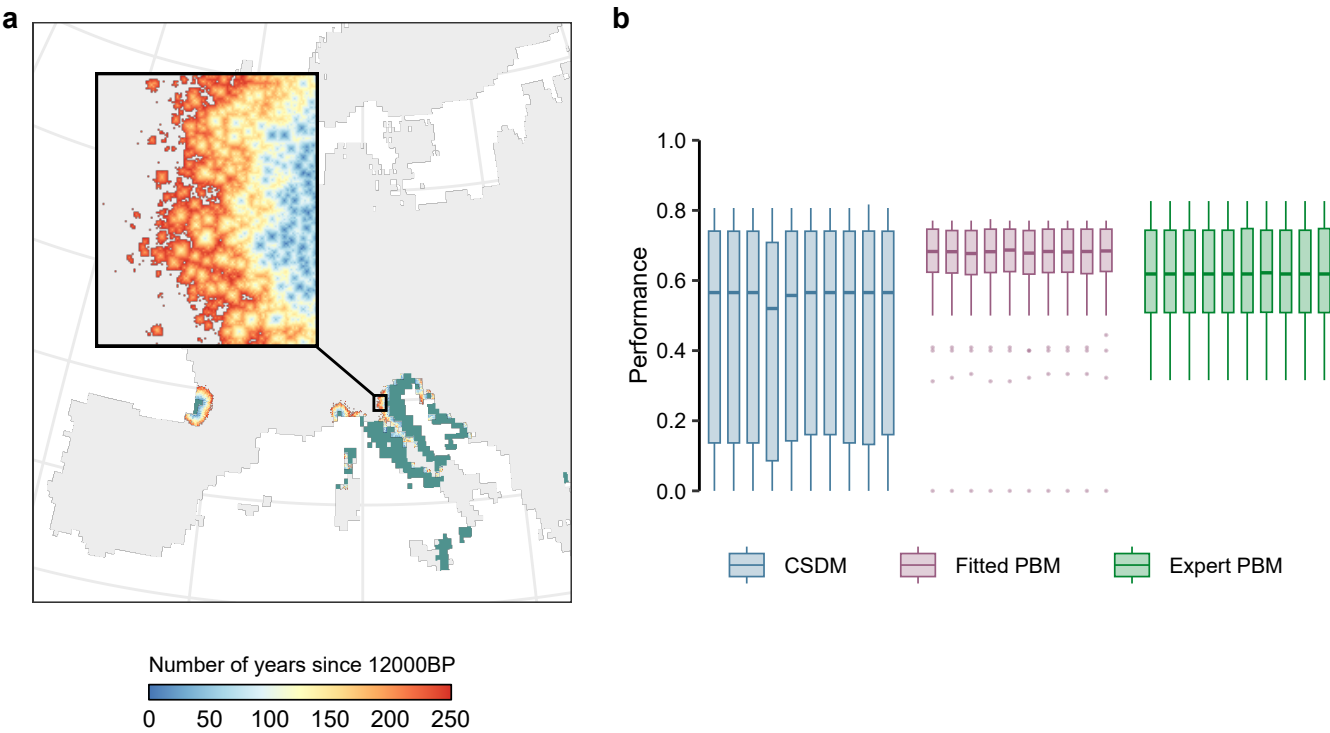 a
b
Performance
1.0
0.8
0.6
0.4
0.2
0.0
CSDM
Fitted PBM
Expert PBM
Number of years since 12000BP
0 50 100 150 200 250